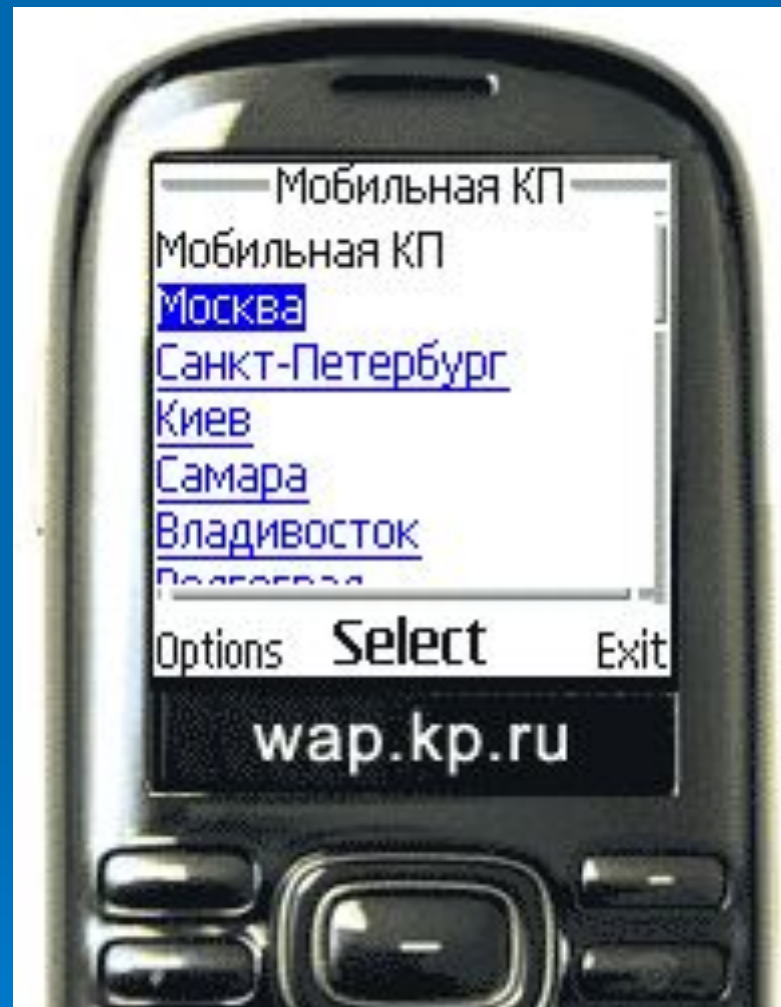 Мобильная КП
Мобильная КП
Москва
Санкт-Петербург
Киев
Самара
Владивосток
Options Select Exit
wap.kp.ru